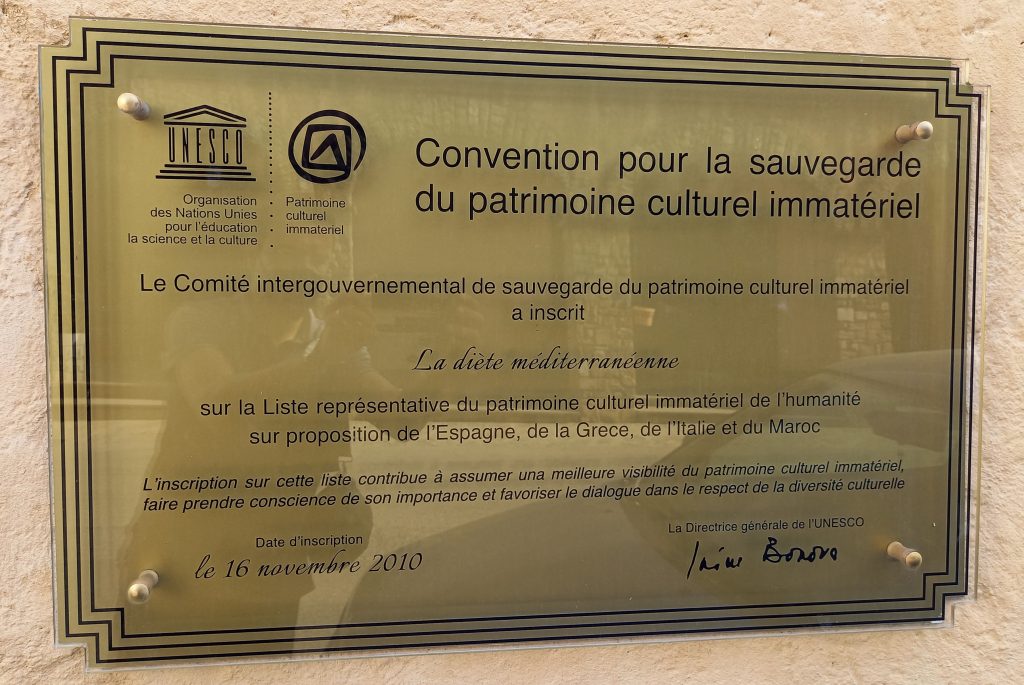 UNESCO
Organisation
des Nations Unies
pour l'éducation
la science et la culture
Patrimoine
culturel
immateriel
Convention pour la sauvegarde
du patrimoine culturel immatériel
Le Comité intergouvernemental de sauvegarde du patrimoine culturel immatériel
a inscrit
La diète méditerranéenne
sur la Liste représentative du patrimoine culturel immatériel de l'humanité
sur proposition de l'Espagne, de la Grece, de l'Italie et du Maroc
L'inscription sur cette liste contribue à assumer una meilleure visibilité du patrimoine culturel immatériel,
faire prendre conscience de son importance et favoriser le dialogue dans le respect de la diversité culturelle
Date d'inscription
le 16 novembre 2010
La Directrice générale de l'UNESCO
Irina Bokova